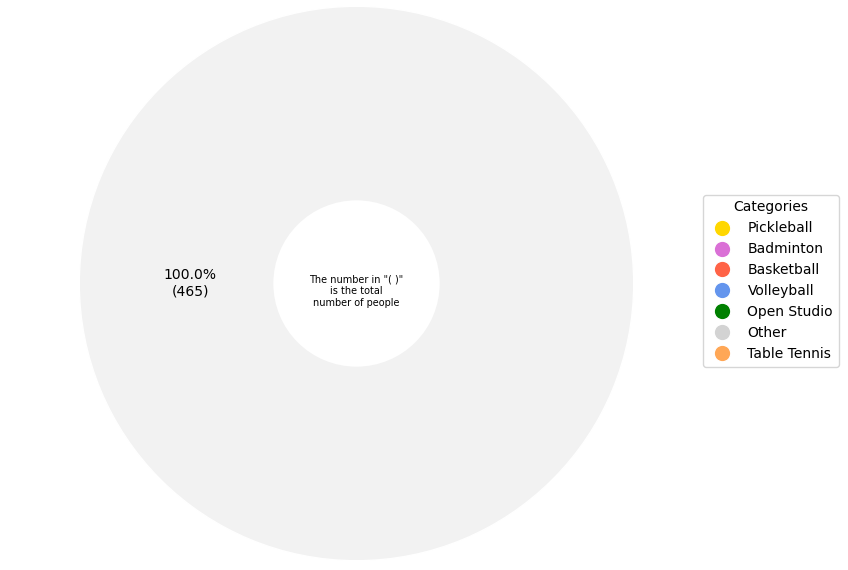 100.0%
(465)
The number in "( )"
is the total
number of people
Categories
Pickleball
Badminton
Basketball
Volleyball
Open Studio
Other
Table Tennis